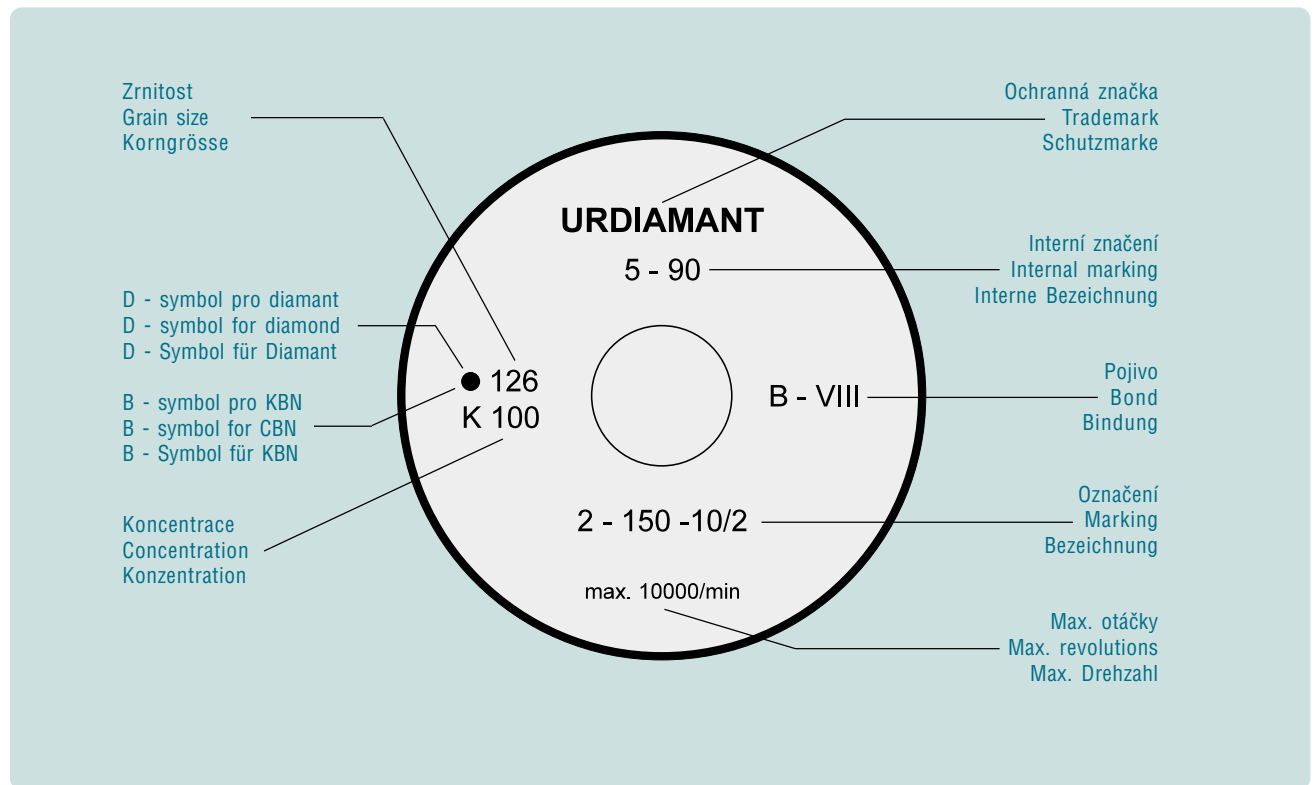 Zrnitost
Grain size
Korngrösse
D - symbol pro diamant
D - symbol for diamond
D - Symbol für Diamant
B - symbol pro KBN
B - symbol for CBN
B - Symbol für KBN
Koncentrace
Concentration
Konzentration
URDIAMANT
5 - 90
126
K 100
B - VIII
2 - 150 -10/2
max. 10000/min
Ochranná značka
Trademark
Schutzmarke
Interní značení
Internal marking
Interne Bezeichnung
Pojivo
Bond
Bindung
Označení
Marking
Bezeichnung
Max. otáčky
Max. revolutions
Max. Drehzahl